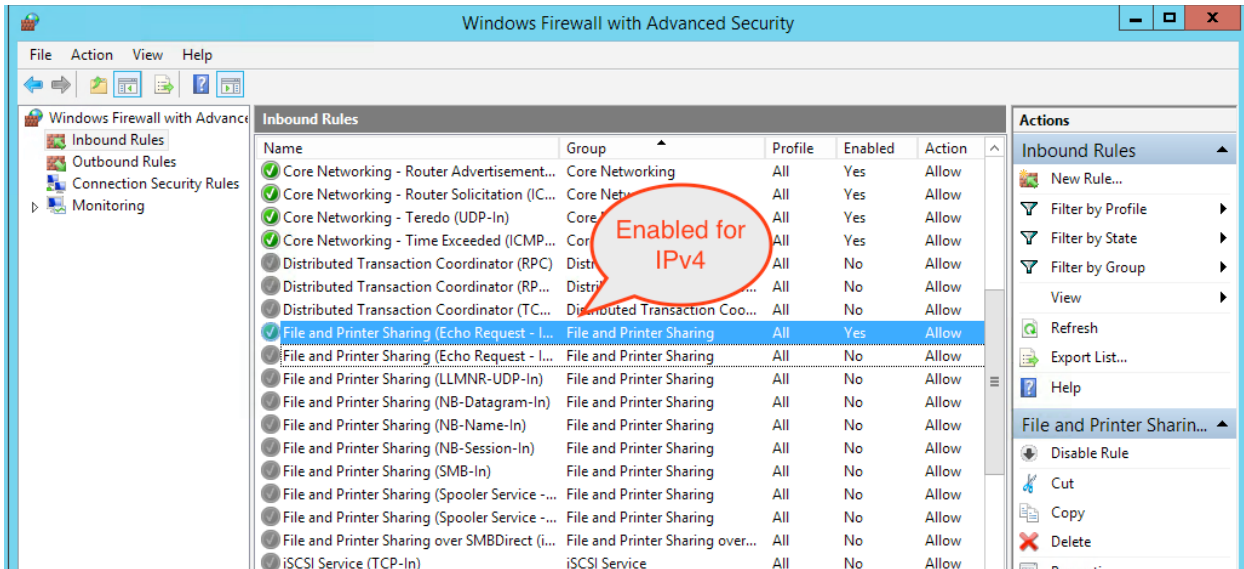 Windows Firewall with Advanced Security
File Action View Help
Windows Firewall with Advance
Inbound Rules
Outbound Rules
Connection Security Rules
Monitoring
Inbound Rules
Name Group Profile Enabled Action
Core Networking - Router Advertisement... Core Networking All Yes Allow
Core Networking - Router Solicitation (IC... Core Netw All Yes Allow
Core Networking - Teredo (UDP-In) Core All Yes Allow
Core Networking - Time Exceeded (ICMP... Cor All Yes Allow
Distributed Transaction Coordinator (RPC) Distr All No Allow
Distributed Transaction Coordinator (RP... Distri ... All No Allow
Distributed Transaction Coordinator (TC... Distributed Transaction Coo... All No Allow
File and Printer Sharing (Echo Request - I... File and Printer Sharing All Yes Allow
File and Printer Sharing (Echo Request - I... File and Printer Sharing All No Allow
File and Printer Sharing (LLMNR-UDP-In) File and Printer Sharing All No Allow
File and Printer Sharing (NB-Datagram-In) File and Printer Sharing All No Allow
File and Printer Sharing (NB-Name-In) File and Printer Sharing All No Allow
File and Printer Sharing (NB-Session-In) File and Printer Sharing All No Allow
File and Printer Sharing (SMB-In) File and Printer Sharing All No Allow
File and Printer Sharing (Spooler Service -... File and Printer Sharing All No Allow
File and Printer Sharing (Spooler Service -... File and Printer Sharing All No Allow
File and Printer Sharing over SMBDirect (i... File and Printer Sharing over... All No Allow
iSCSI Service (TCP-In) iSCSI Service All No Allow
Enabled for
IPv4
Actions
Inbound Rules
New Rule...
Filter by Profile
Filter by State
Filter by Group
View
Refresh
Export List...
Help
File and Printer Sharin...
Disable Rule
Cut
Copy
Delete